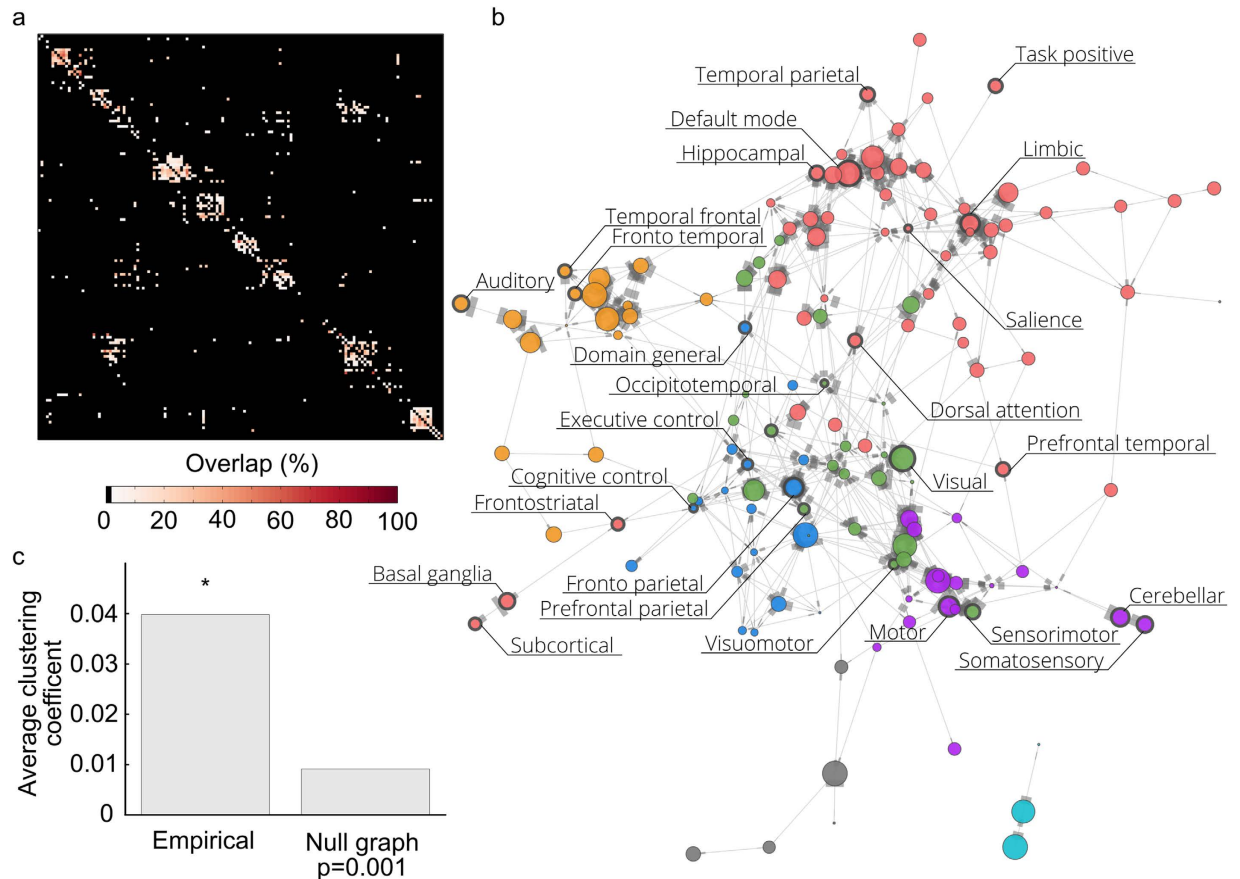 a
Overlap (%)
0 20 40 60 80 100
c
Average clustering
coefficent
0.04
0.03
0.02
0.01
0
*
Empirical
Null graph
p=0.001
b
Task positive
Temporal parietal
Default mode
Hippocampal
Limbic
Temporal frontal
Fronto temporal
Auditory
Salience
Domain general
Occipitotemporal
Dorsal attention
Executive control
Prefrontal temporal
Cognitive control
Visual
Frontostriatal
Basal ganglia
Fronto parietal
Prefrontal parietal
Cerebellar
Subcortical
Visuomotor
Motor
Sensorimotor
Somatosensory